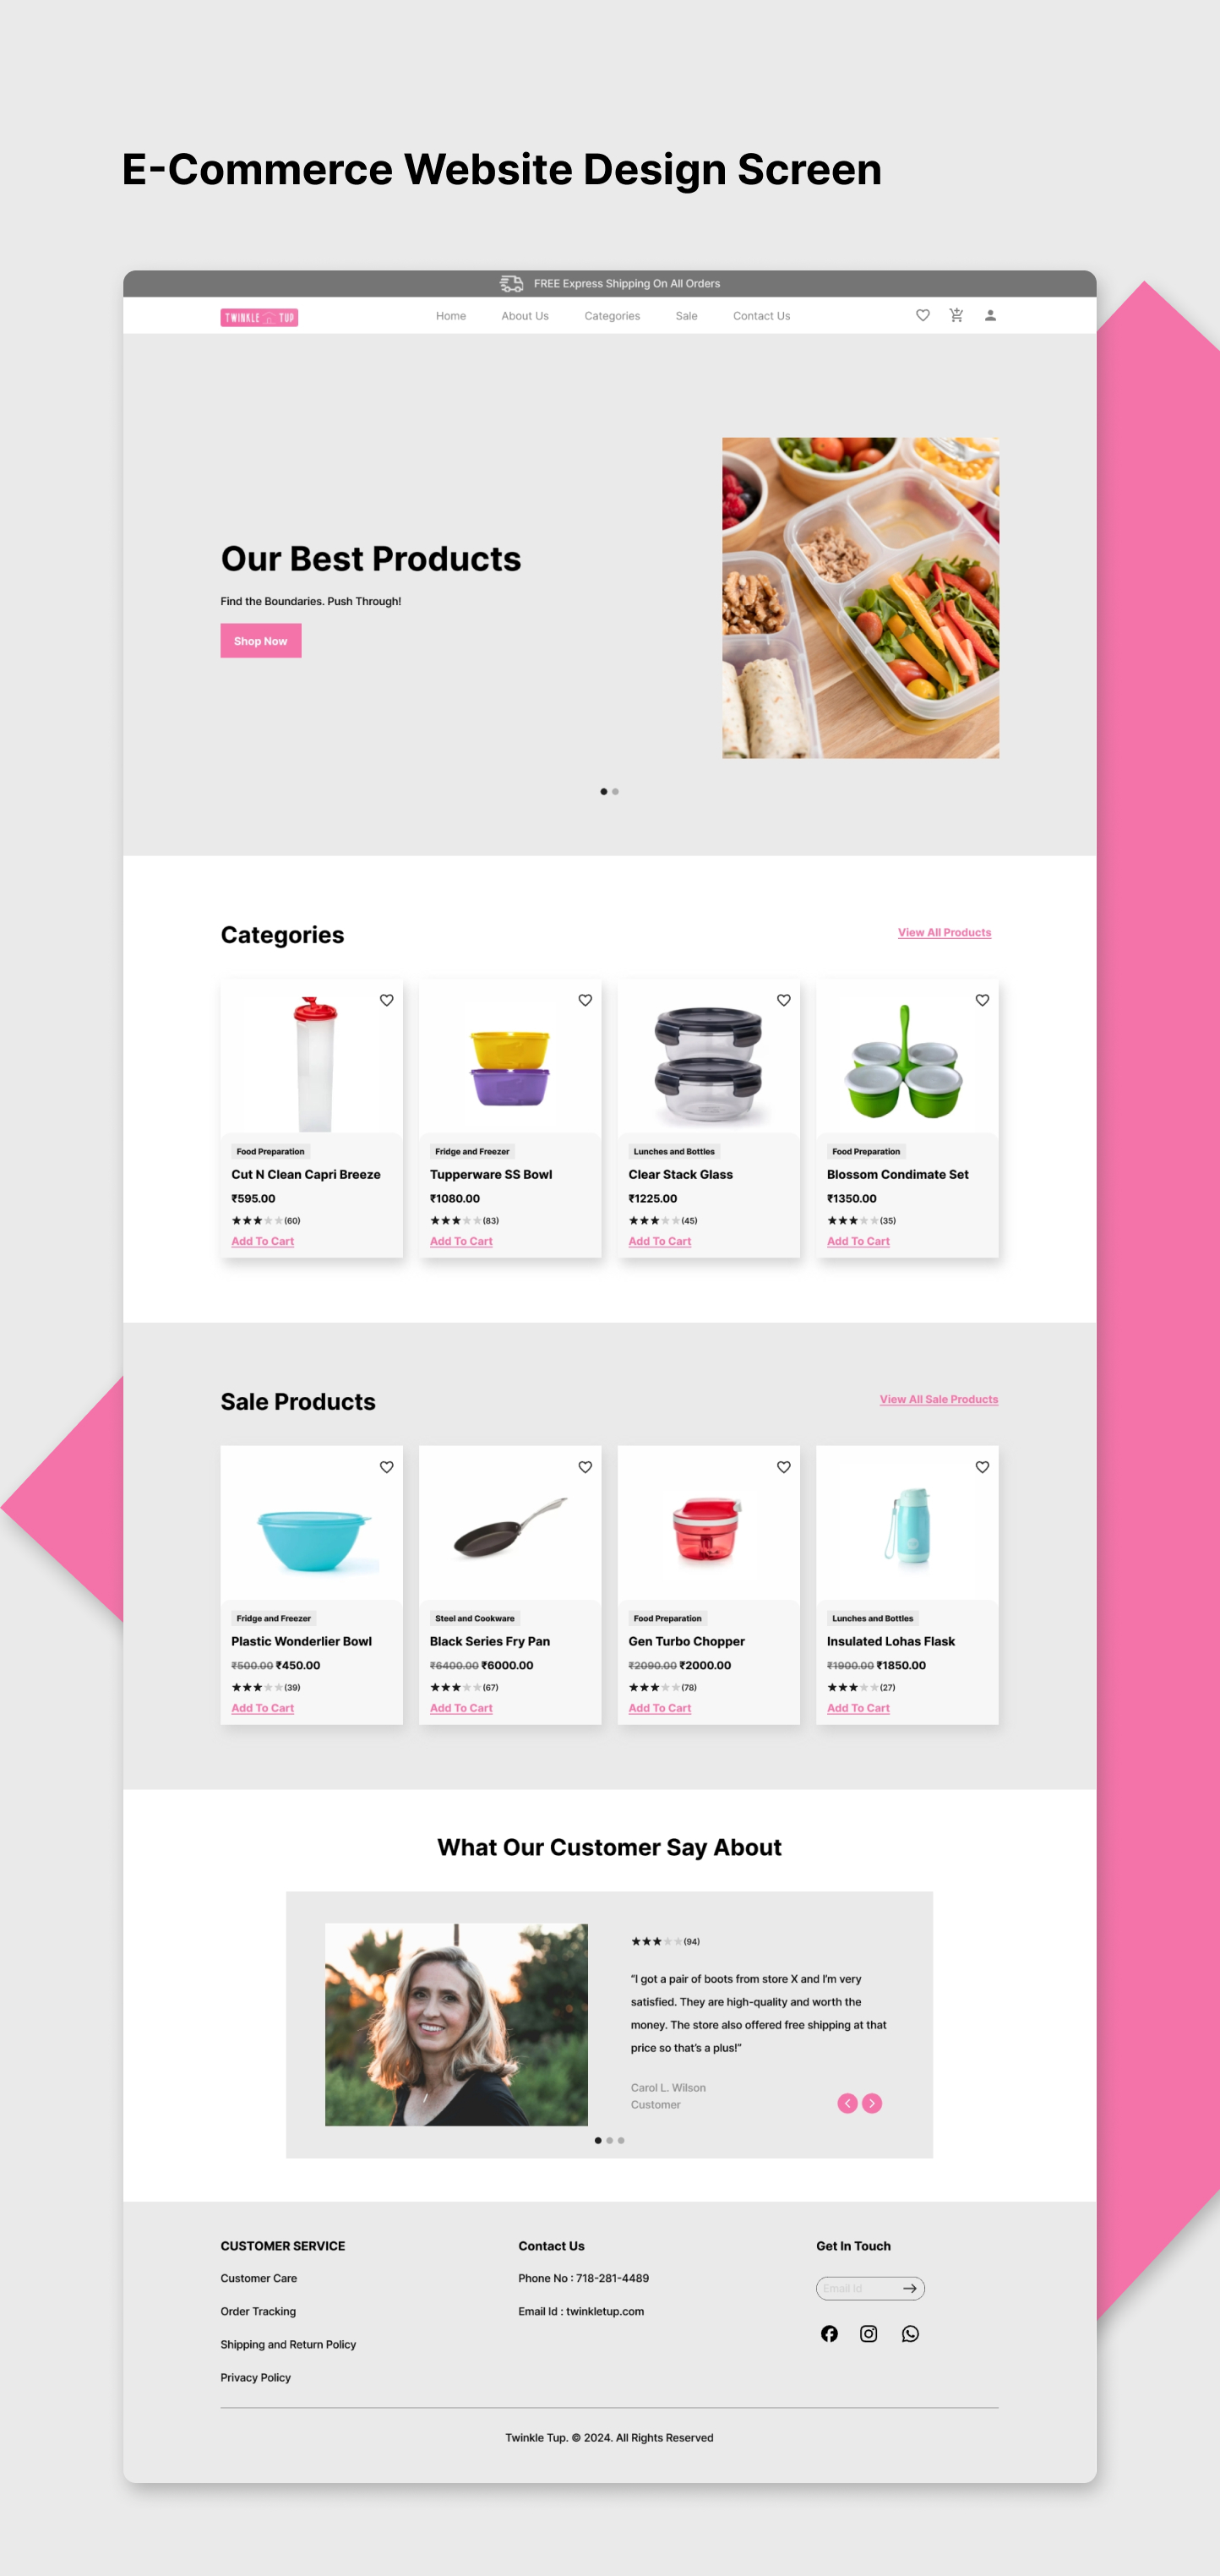 E-Commerce Website Design Screen
FREE Express Shipping On All Orders
TWINKLE TUP
Home
About Us
Categories
Sale
Contact Us
Our Best Products
Find the Boundaries. Push Through!
Shop Now
Categories
View All Products
Food Preparation
Cut N Clean Capri Breeze
₹595.00
(60)
Add To Cart
Fridge and Freezer
Tupperware SS Bowl
₹1080.00
(83)
Add To Cart
Lunches and Bottles
Clear Stack Glass
₹1225.00
(45)
Add To Cart
Food Preparation
Blossom Condimate Set
₹1350.00
(35)
Add To Cart
Sale Products
View All Sale Products
Fridge and Freezer
Plastic Wonderlier Bowl
₹500.00 ₹450.00
(39)
Add To Cart
Steel and Cookware
Black Series Fry Pan
₹6400.00 ₹6000.00
(67)
Add To Cart
Food Preparation
Gen Turbo Chopper
₹2090.00 ₹2000.00
(78)
Add To Cart
Lunches and Bottles
Insulated Lohas Flask
₹1900.00 ₹1850.00
(27)
Add To Cart
What Our Customer Say About
(94)
“I got a pair of boots from store X and I’m very
satisfied. They are high-quality and worth the
money. The store also offered free shipping at that
price so that’s a plus!”
Carol L. Wilson
Customer
CUSTOMER SERVICE
Customer Care
Order Tracking
Shipping and Return Policy
Privacy Policy
Contact Us
Phone No : 718-281-4489
Email Id : twinkletup.com
Get In Touch
Email Id
Twinkle Tup. © 2024. All Rights Reserved